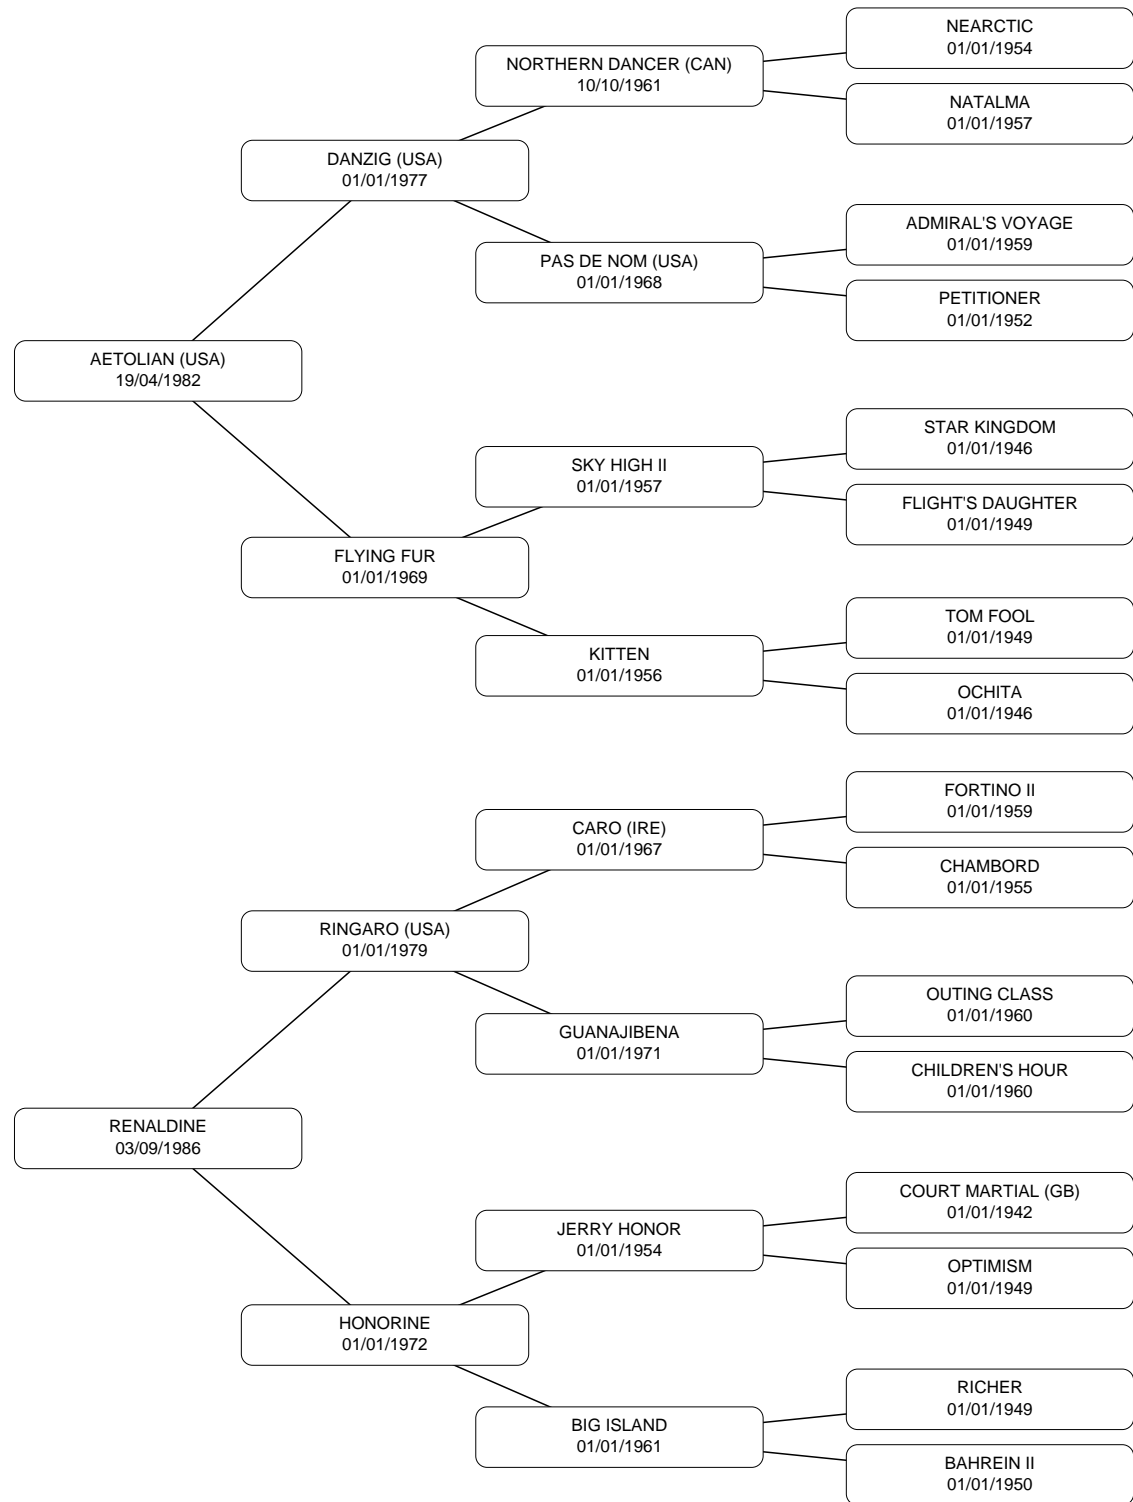 NEARCTIC
01/01/1954
NORTHERN DANCER (CAN)
10/10/1961
NATALMA
01/01/1957
DANZIG (USA)
01/01/1977
ADMIRAL'S VOYAGE
01/01/1959
PAS DE NOM (USA)
01/01/1968
PETITIONER
01/01/1952
AETOLIAN (USA)
19/04/1982
STAR KINGDOM
01/01/1946
SKY HIGH II
01/01/1957
FLIGHT'S DAUGHTER
01/01/1949
FLYING FUR
01/01/1969
TOM FOOL
01/01/1949
KITTEN
01/01/1956
OCHITA
01/01/1946
FORTINO II
01/01/1959
CARO (IRE)
01/01/1967
CHAMBORD
01/01/1955
RINGARO (USA)
01/01/1979
OUTING CLASS
01/01/1960
GUANAJIBENA
01/01/1971
CHILDREN'S HOUR
01/01/1960
RENALDINE
03/09/1986
COURT MARTIAL (GB)
01/01/1942
JERRY HONOR
01/01/1954
OPTIMISM
01/01/1949
HONORINE
01/01/1972
RICHER
01/01/1949
BIG ISLAND
01/01/1961
BAHREIN II
01/01/1950